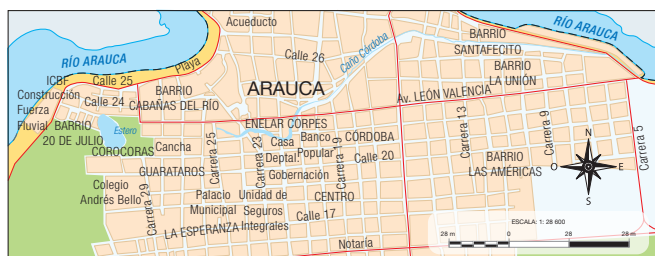 RÍO ARAUCA
Acueducto
RÍO ARAUCA
BARRIO
SANTAFECITO
Calle 26
Caño Córdoba
Playa
ICBF
Calle 25
BARRIO
LA UNIÓN
Construcción
Calle 24
BARRIO
CABAÑAS DEL RÍO
ARAUCA
Av. LEÓN VALENCIA
Fuerza
Fluvial
BARRIO
20 DE JULIO
Estero
COROCORAS
Cancha
ENELAR CORPES
Casa
Deptal
Banco
Popular
CÓRDOBA
Carrera 25
Carrera 23
Carrera 19
Carrera 13
Carrera 9
Carrera 5
Calle 20
GUARATAROS
Gobernación
BARRIO
LAS AMÉRICAS
N
O
E
S
Colegio
Andrés Bello
Carrera 29
Palacio
Municipal
Unidad de
Seguros
Integrales
CENTRO
Calle 17
LA ESPERANZA
Notaría
ESCALA: 1: 28 600
28 m
0
28 m
28 m